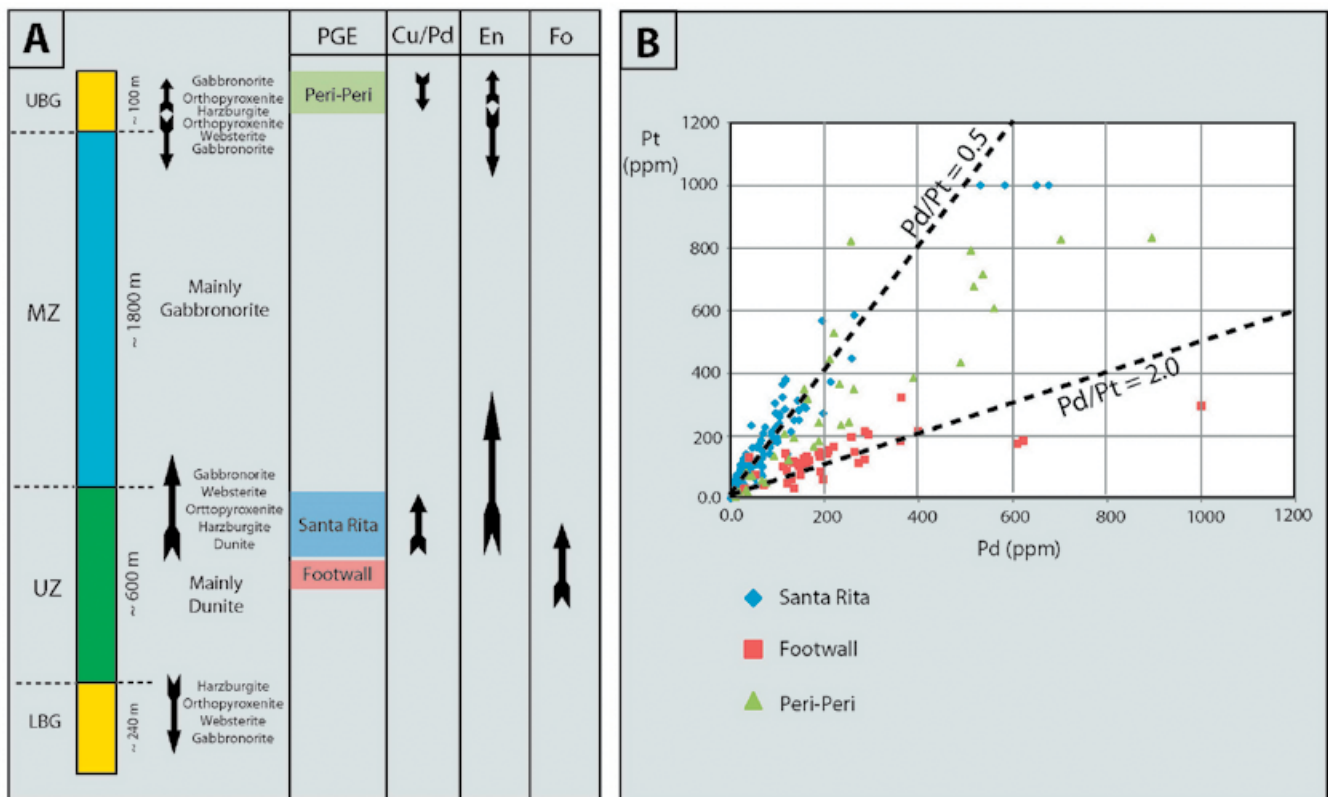 A
PGE
Cu/Pd
En
Fo
UBG
~ 100 m
Gabbronorite
Orthopyroxenite
Harzburgite
Orthopyroxenite
Websterite
Gabbronorite
Peri-Peri
MZ
~ 1800 m
Mainly
Gabbronorite
Gabbronorite
Websterite
Orttopyroxenite
Harzburgite
Dunite
Santa Rita
Footwall
UZ
~ 600 m
Mainly
Dunite
LBG
~ 240 m
Harzburgite
Orthopyroxenite
Websterite
Gabbronorite
B
Pt
(ppm)
1200
1000
800
600
400
200
0.0
Pd/Pt = 0.5
Pd/Pt = 2.0
0.0 200 400 600 800 1000 1200
Pd (ppm)
Santa Rita
Footwall
Peri-Peri